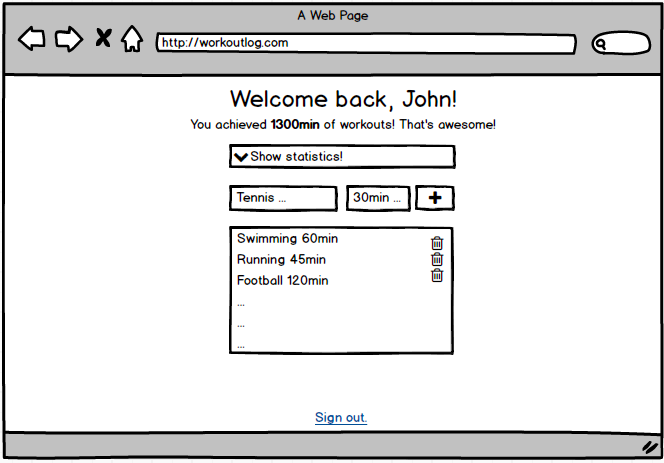 A Web Page
http://workoutlog.com
Welcome back, John!
You achieved 1300min of workouts! That's awesome!
Show statistics!
Tennis ... 30min ...
Swimming 60min
Running 45min
Football 120min
...
...
...
Sign out.